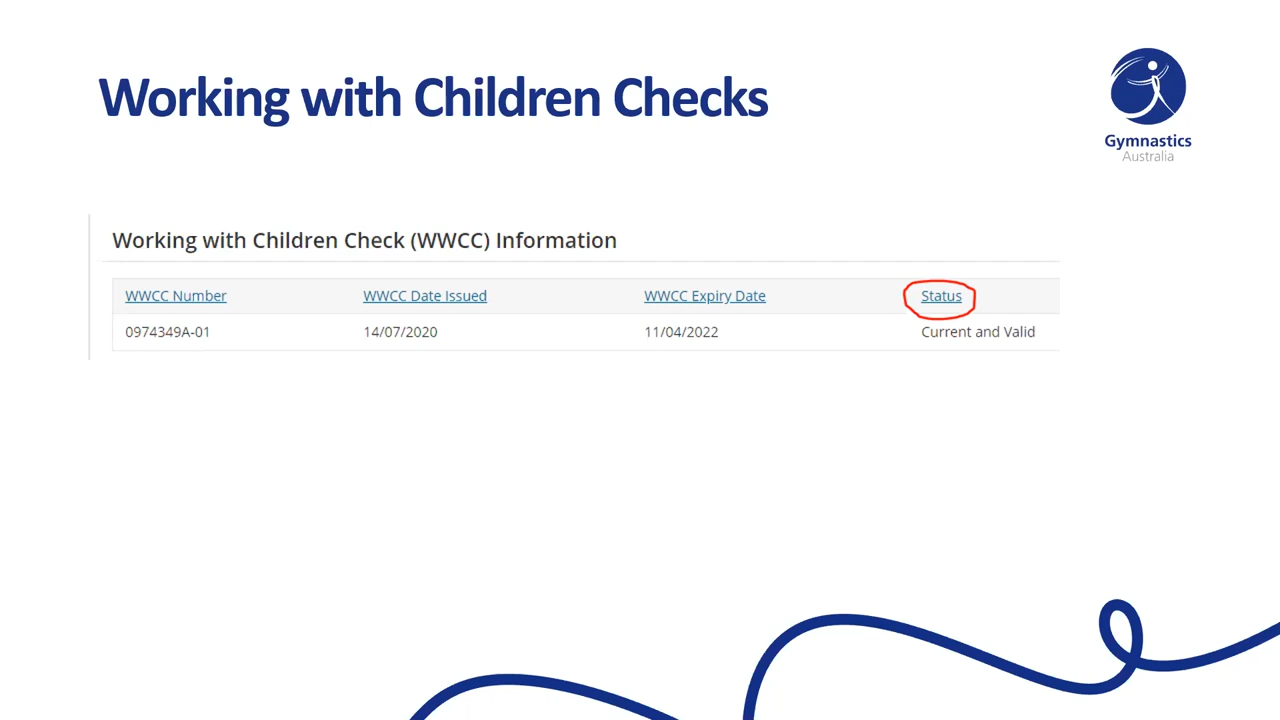 Working with Children Checks
Gymnastics
Australia
Working with Children Check (WWCC) Information
WWCC Number WWCC Date Issued WWCC Expiry Date Status
0974349A-01 14/07/2020 11/04/2022 Current and Valid